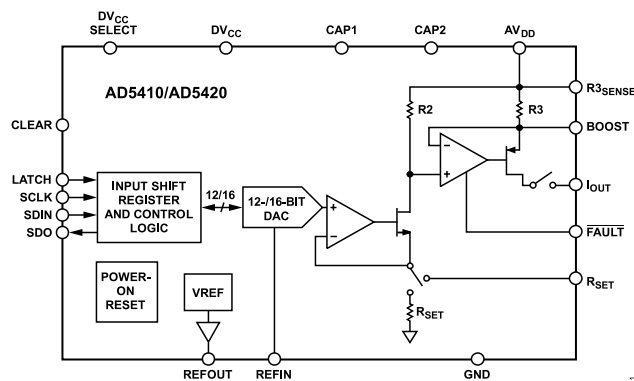 DVCC SELECT
DVCC
CAP1
CAP2
AVDD
AD5410/AD5420
R2
R3
R3SENSE
BOOST
CLEAR
LATCH
SCLK
SDIN
SDO
INPUT SHIFT
REGISTER
AND CONTROL
LOGIC
12/16
12-/16-BIT
DAC
+
−
−
+
IOUT
FAULT
RSET
POWER-
ON
RESET
VREF
RSET
REFOUT
REFIN
GND